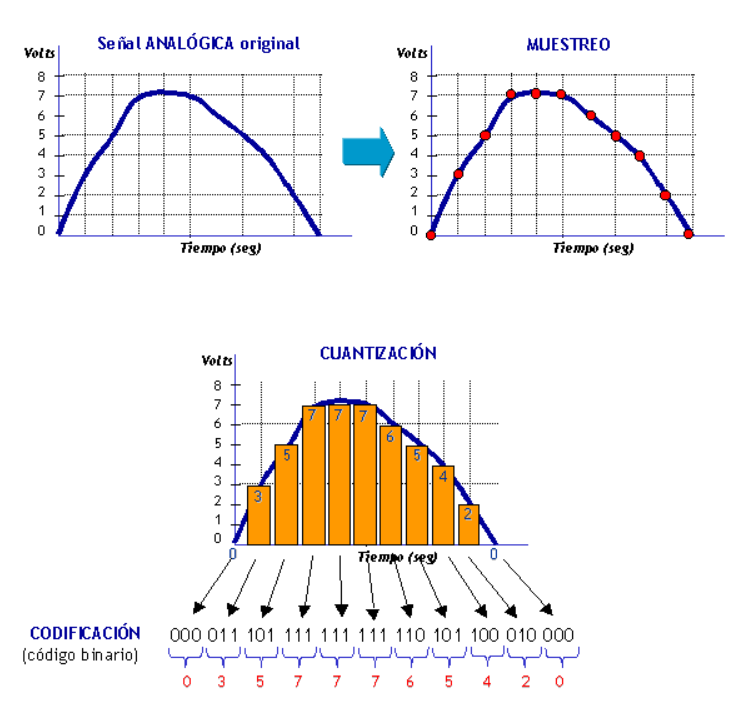 Señal ANALÓGICA original
Volts
8
7
6
5
4
3
2
1
0
Tiempo (seg)
MUESTREO
Volts
8
7
6
5
4
3
2
1
0
Tiempo (seg)
CUANTIZACIÓN
Volts
8
7
6
5
4
3
2
1
0
3
5
7
7
7
6
5
4
2
0
0
Tiempo (seg)
CODIFICACIÓN
(código binario)
000 011 101 111 111 111 110 101 100 010 000
0 3 5 7 7 7 6 5 4 2 0